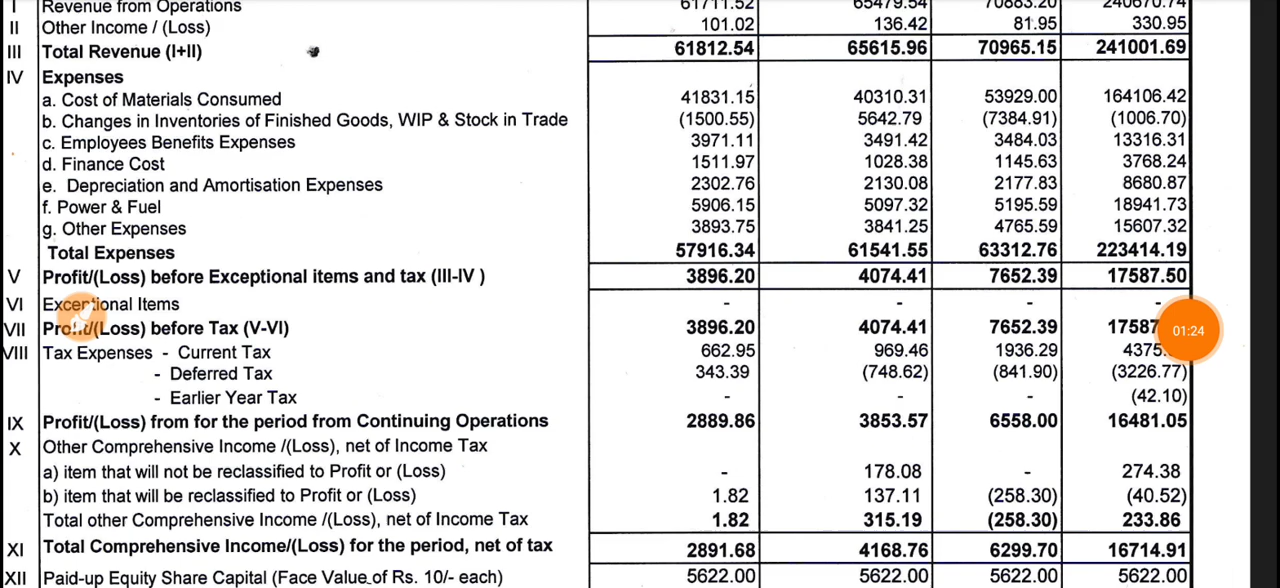 I Revenue from Operations 61711.52 65479.54 70883.20 240670.74
II Other Income / (Loss) 101.02 136.42 81.95 330.95
III Total Revenue (I+II) 61812.54 65615.96 70965.15 241001.69
IV Expenses
a. Cost of Materials Consumed 41831.15 40310.31 53929.00 164106.42
b. Changes in Inventories of Finished Goods, WIP & Stock in Trade (1500.55) 5642.79 (7384.91) (1006.70)
c. Employees Benefits Expenses 3971.11 3491.42 3484.03 13316.31
d. Finance Cost 1511.97 1028.38 1145.63 3768.24
e. Depreciation and Amortisation Expenses 2302.76 2130.08 2177.83 8680.87
f. Power & Fuel 5906.15 5097.32 5195.59 18941.73
g. Other Expenses 3893.75 3841.25 4765.59 15607.32
Total Expenses 57916.34 61541.55 63312.76 223414.19
V Profit/(Loss) before Exceptional items and tax (III-IV ) 3896.20 4074.41 7652.39 17587.50
VI Exceptional Items - - - -
VII Profit/(Loss) before Tax (V-VI) 3896.20 4074.41 7652.39 17587
01:24
VIII Tax Expenses - Current Tax 662.95 969.46 1936.29 4375.
- Deferred Tax 343.39 (748.62) (841.90) (3226.77)
- Earlier Year Tax - - - (42.10)
IX Profit/(Loss) from for the period from Continuing Operations 2889.86 3853.57 6558.00 16481.05
X Other Comprehensive Income /(Loss), net of Income Tax
a) item that will not be reclassified to Profit or (Loss) - 178.08 - 274.38
b) item that will be reclassified to Profit or (Loss) 1.82 137.11 (258.30) (40.52)
Total other Comprehensive Income /(Loss), net of Income Tax 1.82 315.19 (258.30) 233.86
XI Total Comprehensive Income/(Loss) for the period, net of tax 2891.68 4168.76 6299.70 16714.91
XII Paid-up Equity Share Capital (Face Value of Rs. 10/- each) 5622.00 5622.00 5622.00 5622.00